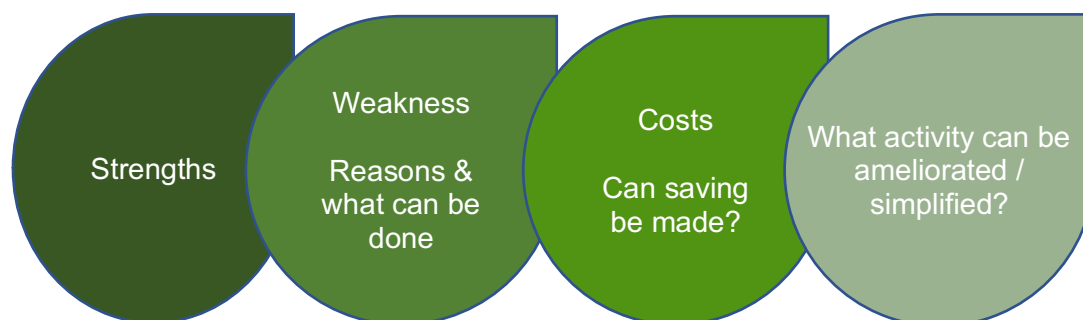 Strengths
Weakness
Reasons &
what can be
done
Costs
Can saving
be made?
What activity can be
ameliorated /
simplified?